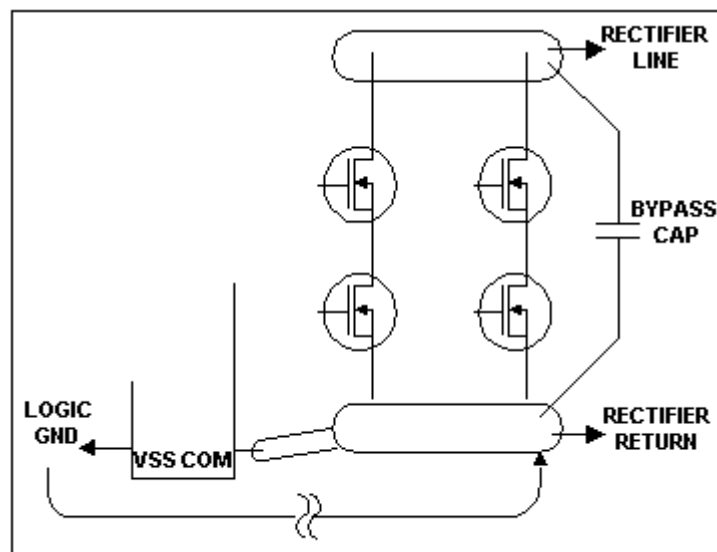 RECTIFIER
LINE
BYPASS
CAP
LOGIC
GND
VSS COM
RECTIFIER
RETURN